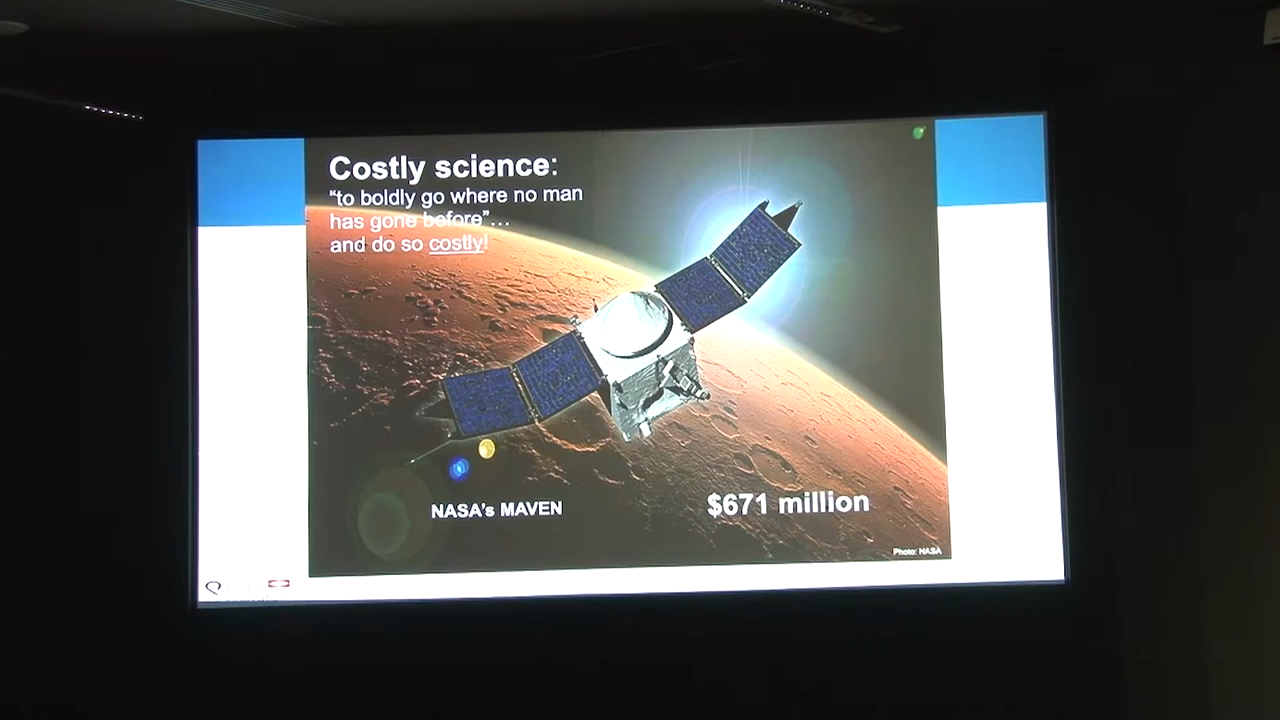 Costly science:
"to boldly go where no man
has gone before"...
and do so costly!
NASA's MAVEN
$671 million
Photo: NASA